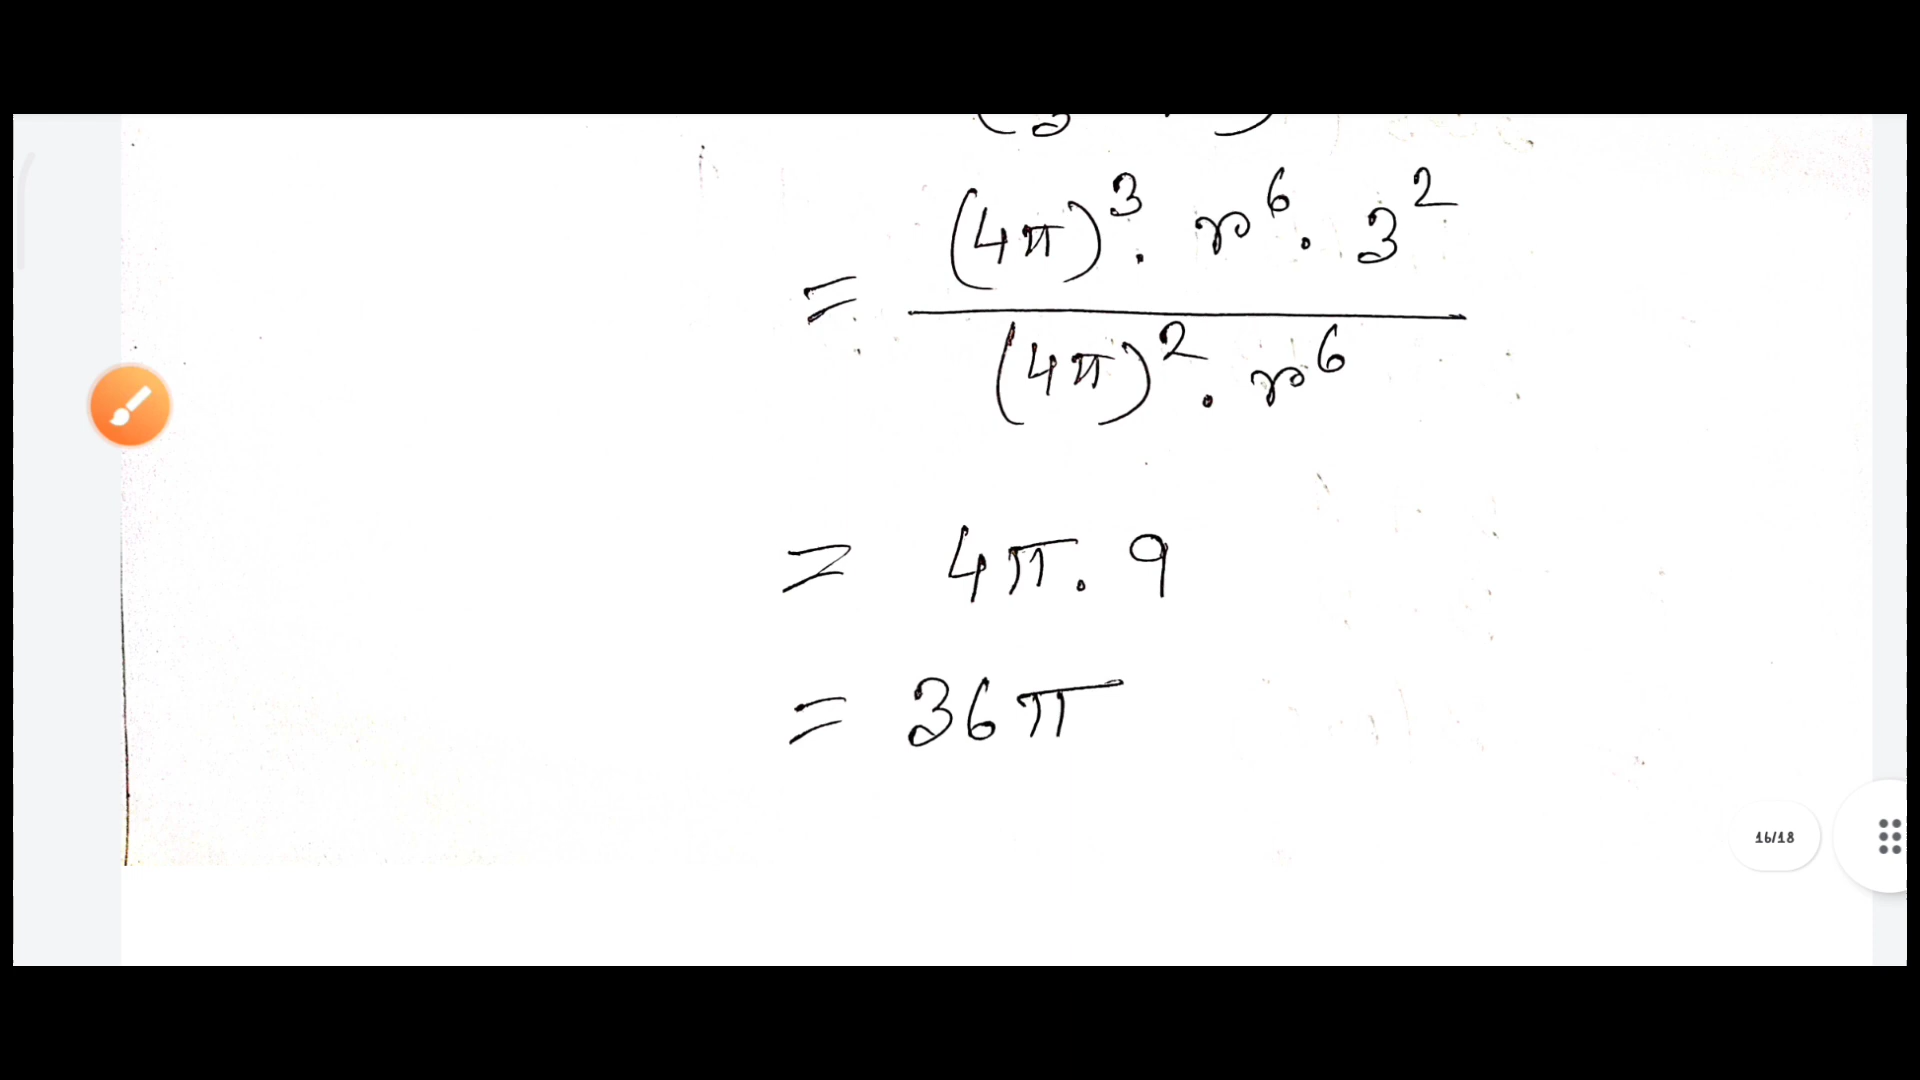 = (4π)³ · r⁶ · 3² / (4π)² · r⁶
= 4π · 9
= 36π
16/18